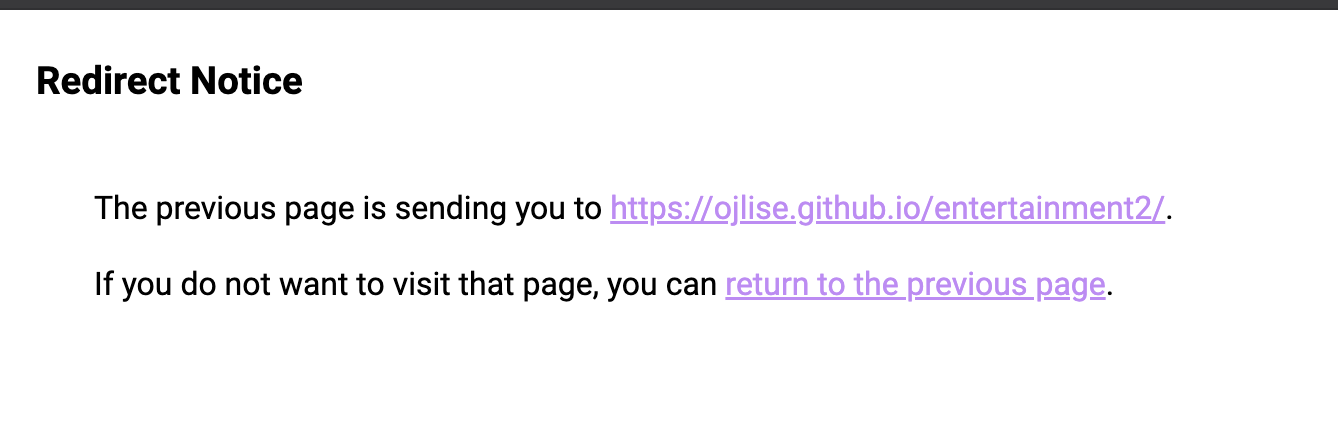 Redirect Notice
The previous page is sending you to https://ojlise.github.io/entertainment2/.
If you do not want to visit that page, you can return to the previous page.